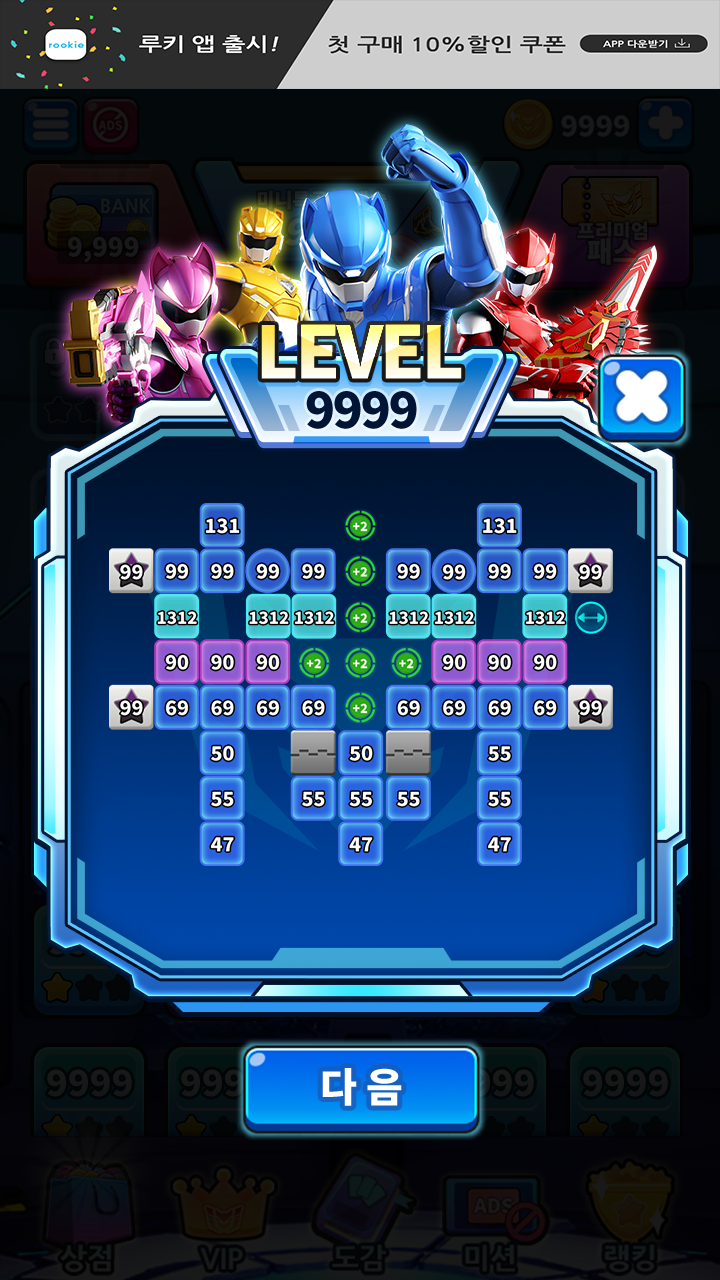 rookie 루키 앱 출시! 첫 구매 10%할인 쿠폰 APP 다운받기
ADS 9999
BANK
9,999 프리미엄
패스
LEVEL
9999
131 +2 131
99 99 99 99 99 +2 99 99 99 99 99
1312 1312 1312 +2 1312 1312 1312
90 90 90 +2 +2 +2 90 90 90
99 69 69 69 69 +2 69 69 69 69 99
50 50 55
55 55 55 55 55
47 47 47
다음
9999 999 999 9999
상점 VIP 도감 ADS 미션 랭킹